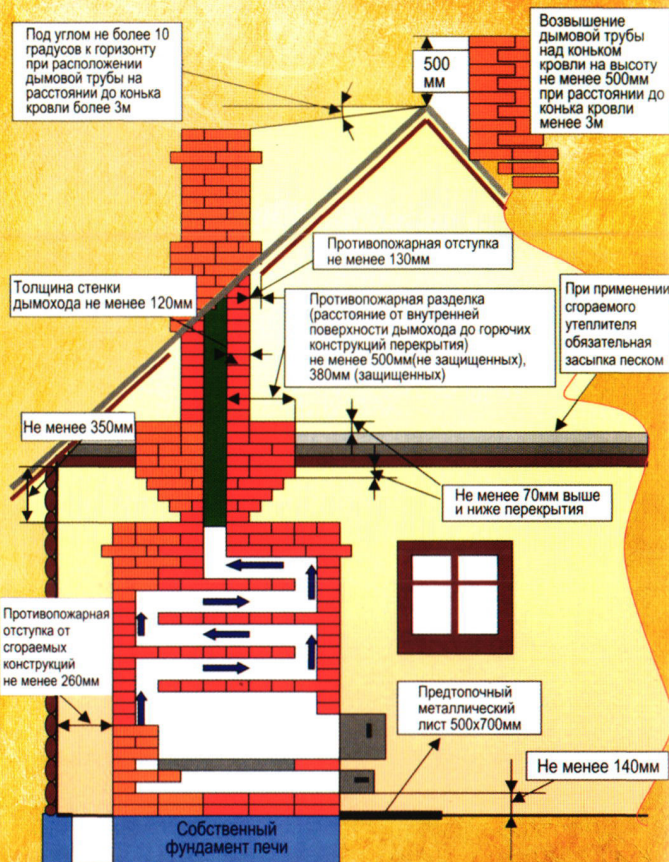 Под углом не более 10
градусов к горизонту
при расположении
дымовой трубы на
расстоянии до конька
кровли более 3м
500
мм
Возвышение
дымовой трубы
над коньком
кровли на высоту
не менее 500мм
при расстоянии до
конька кровли
менее 3м
Противопожарная отступка
не менее 130мм
Толщина стенки
дымохода не менее 120мм
Противопожарная разделка
(расстояние от внутренней
поверхности дымохода до горючих
конструкций перекрытия)
не менее 500мм(не защищенных),
380мм (защищенных)
При применении
сгораемого
утеплителя
обязательная
засыпка песком
Не менее 350мм
Не менее 70мм выше
и ниже перекрытия
Противопожарная
отступка от
сгораемых
конструкций
не менее 260мм
Предтопочный
металлический
лист 500х700мм
Не менее 140мм
Собственный
фундамент печи